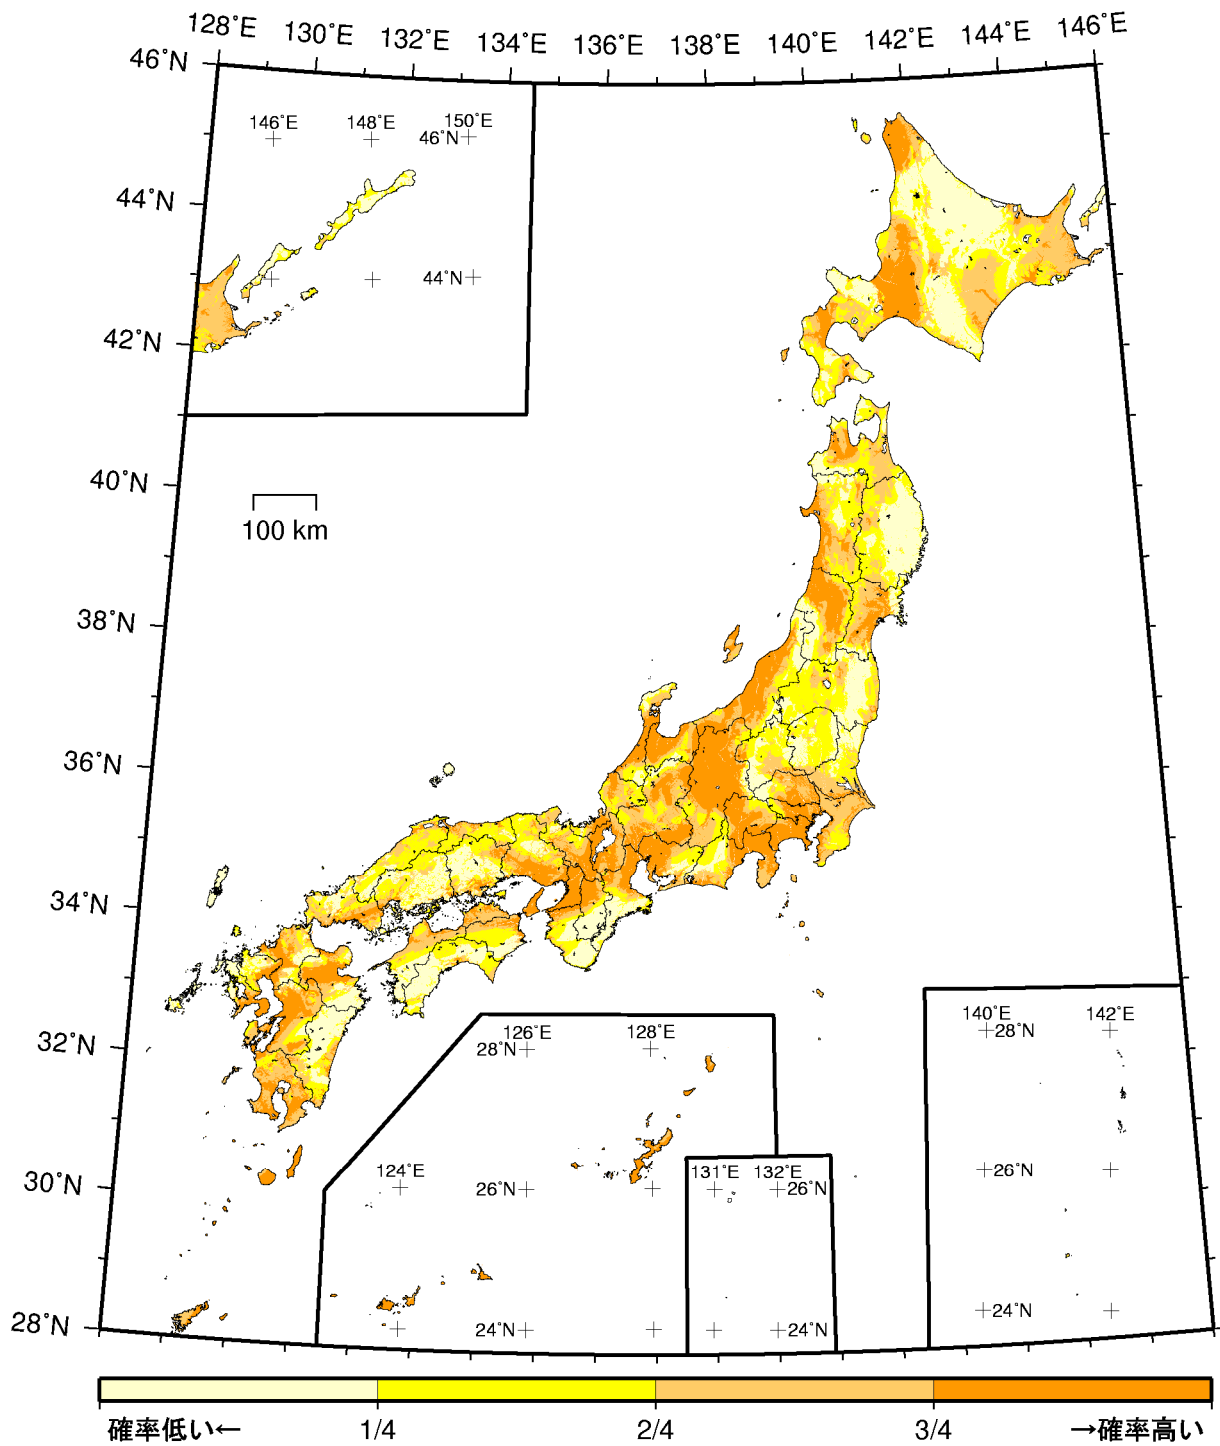 128°E 130°E 132°E 134°E 136°E 138°E 140°E 142°E 144°E 146°E
46°N
146°E 148°E 150°E
46°N
44°N
44°N
42°N
40°N
100 km
38°N
36°N
34°N
32°N
140°E 142°E
28°N
126°E 128°E
28°N
124°E
26°N
131°E 132°E
26°N
26°N
30°N
24°N
24°N
24°N
28°N
確率低い← 1/4 2/4 3/4 →確率高い